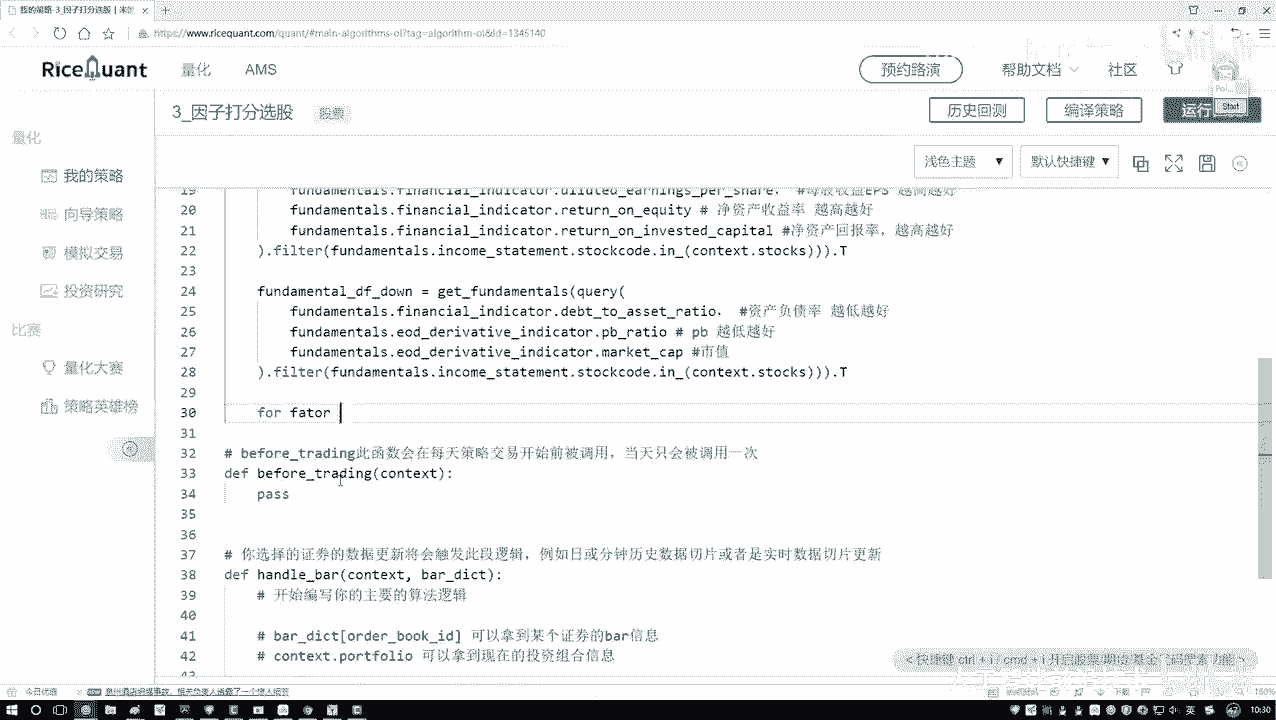 我的策略-3_因子打分选股
https://www.ricequant.com/quant/#main-algorithms-ol?tag=algorithm-ol&id=1345140
RiceQuant
量化
AMS
预约路演
帮助文档
社区
3_因子打分选股
股票
历史回测
编译策略
运行
Start
量化
我的策略
向导策略
模拟交易
投资研究
比赛
量化大赛
策略英雄榜
浅色主题 ▼
默认快捷键 ▼
19 fundamentals.financial_indicator.diluted_earnings_per_share, #每股收益EPS 越高越好
20 fundamentals.financial_indicator.return_on_equity # 净资产收益率 越高越好
21 fundamentals.financial_indicator.return_on_invested_capital #净资产回报率, 越高越好
22 ).filter(fundamentals.income_statement.stockcode.in_(context.stocks))).T
23
24 fundamental_df_down = get_fundamentals(query(
25 fundamentals.financial_indicator.debt_to_asset_ratio, #资产负债率 越低越好
26 fundamentals.eod_derivative_indicator.pb_ratio # pb 越低越好
27 fundamentals.eod_derivative_indicator.market_cap #市值
28 ).filter(fundamentals.income_statement.stockcode.in_(context.stocks))).T
29
30 for fator
31
32 # before_trading此函数会在每天策略交易开始前被调用，当天只会被调用一次
33 def before_trading(context):
34 pass
35
36
37 # 你选择的证券的数据更新将会触发此段逻辑，例如日或分钟历史数据切片或者是实时数据切片更新
38 def handle_bar(context, bar_dict):
39 # 开始编写你的主要的算法逻辑
40
41 # bar_dict[order_book_id] 可以拿到某个证券的bar信息
42 # context.portfolio 可以拿到现在的投资组合信息
今日优选
160%
英
10:30